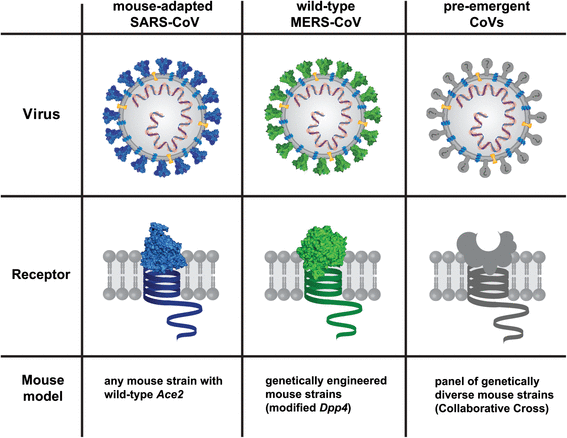 mouse-adapted
SARS-CoV
wild-type
MERS-CoV
pre-emergent
CoVs
Virus
?
Receptor
Mouse
model
any mouse strain with
wild-type Ace2
genetically engineered
mouse strains
(modified Dpp4)
panel of genetically
diverse mouse strains
(Collaborative Cross)